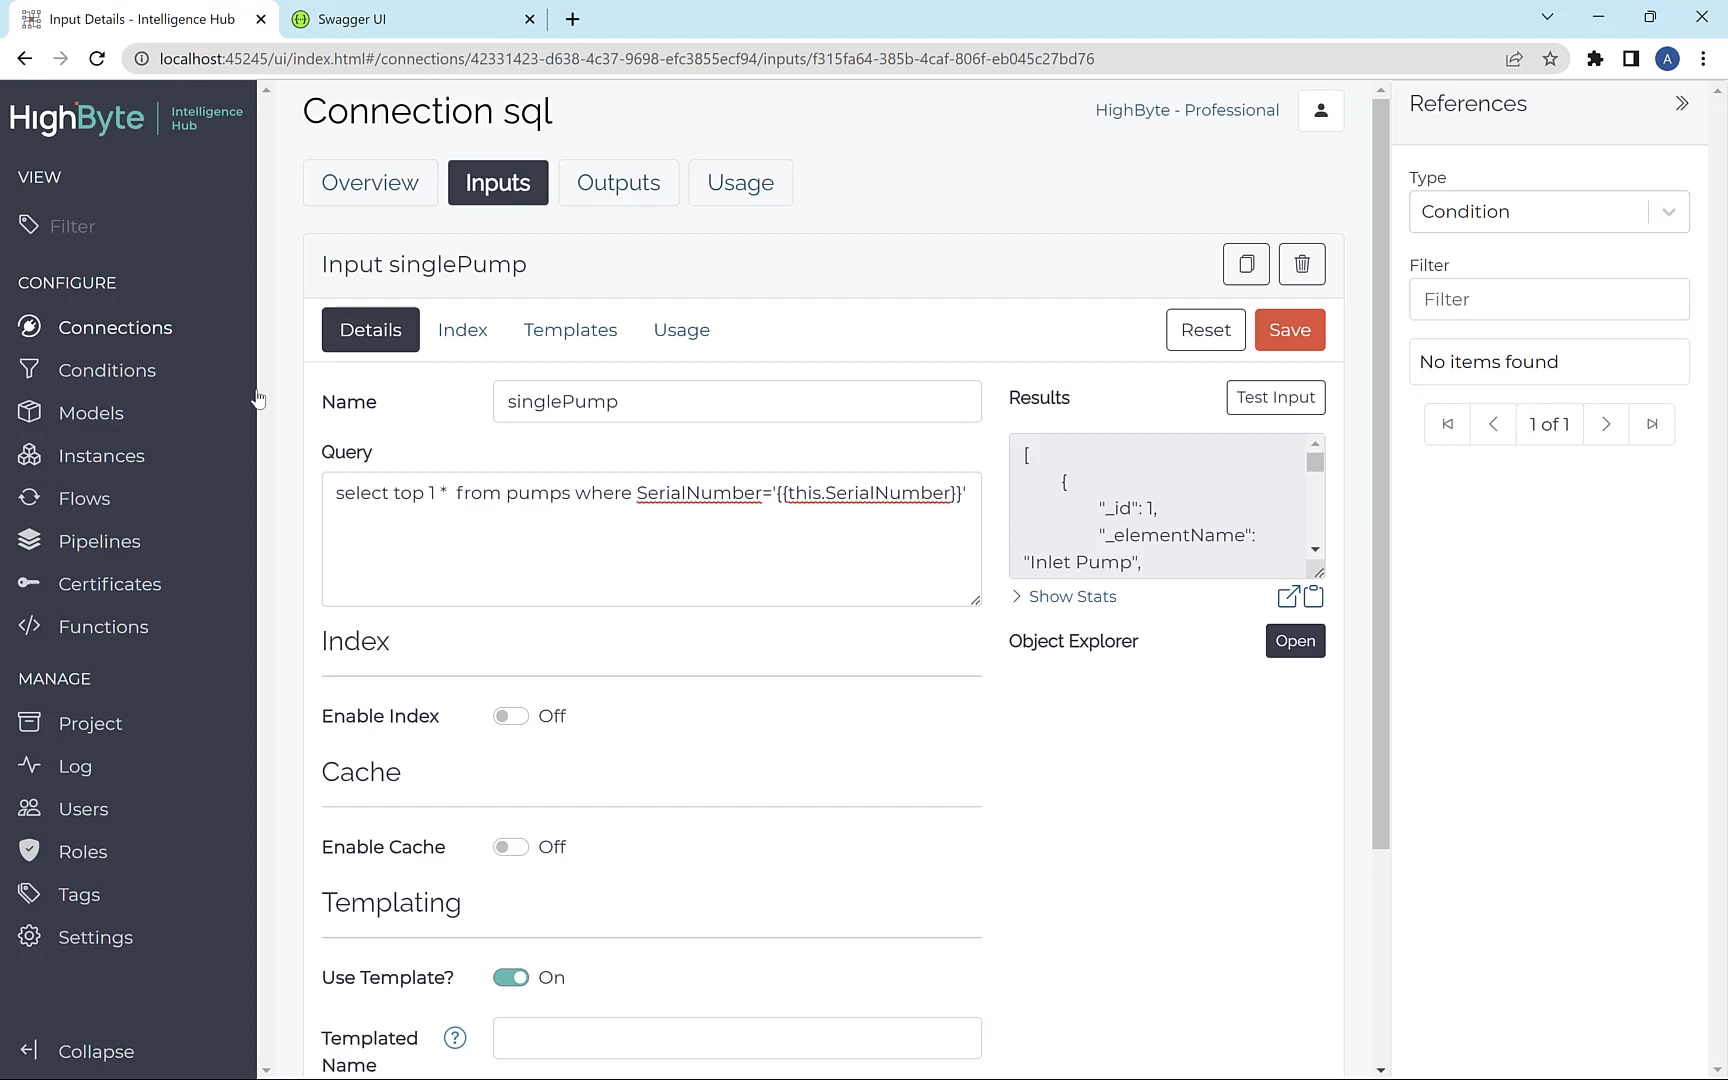 Input Details - Intelligence Hub
Swagger UI
localhost:45245/ui/index.html#/connections/42331423-d638-4c37-9698-efc3855ecf94/inputs/f315fa64-385b-4caf-806f-eb045c27bd76
A
HighByte
Intelligence
Hub
VIEW
Filter
CONFIGURE
Connections
Conditions
Models
Instances
Flows
Pipelines
Certificates
Functions
MANAGE
Project
Log
Users
Roles
Tags
Settings
Collapse
Connection sql
HighByte - Professional
Overview
Inputs
Outputs
Usage
Input singlePump
Details
Index
Templates
Usage
Reset
Save
Name
singlePump
Query
select top 1 * from pumps where SerialNumber='{{this.SerialNumber}}'
Index
Enable Index
Off
Cache
Enable Cache
Off
Templating
Use Template?
On
Templated
Name
?
Results
Test Input
[
{
"_id": 1,
"_elementName":
"Inlet Pump",
Show Stats
Object Explorer
Open
References
Type
Condition
Filter
Filter
No items found
1 of 1